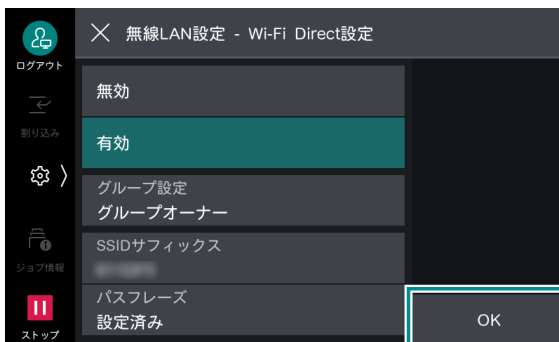 ログアウト
割り込み
ジョブ情報
ストップ
無線LAN設定 - Wi-Fi Direct設定
無効
有効
グループ設定
グループオーナー
SSIDサフィックス
パスフレーズ
設定済み
OK